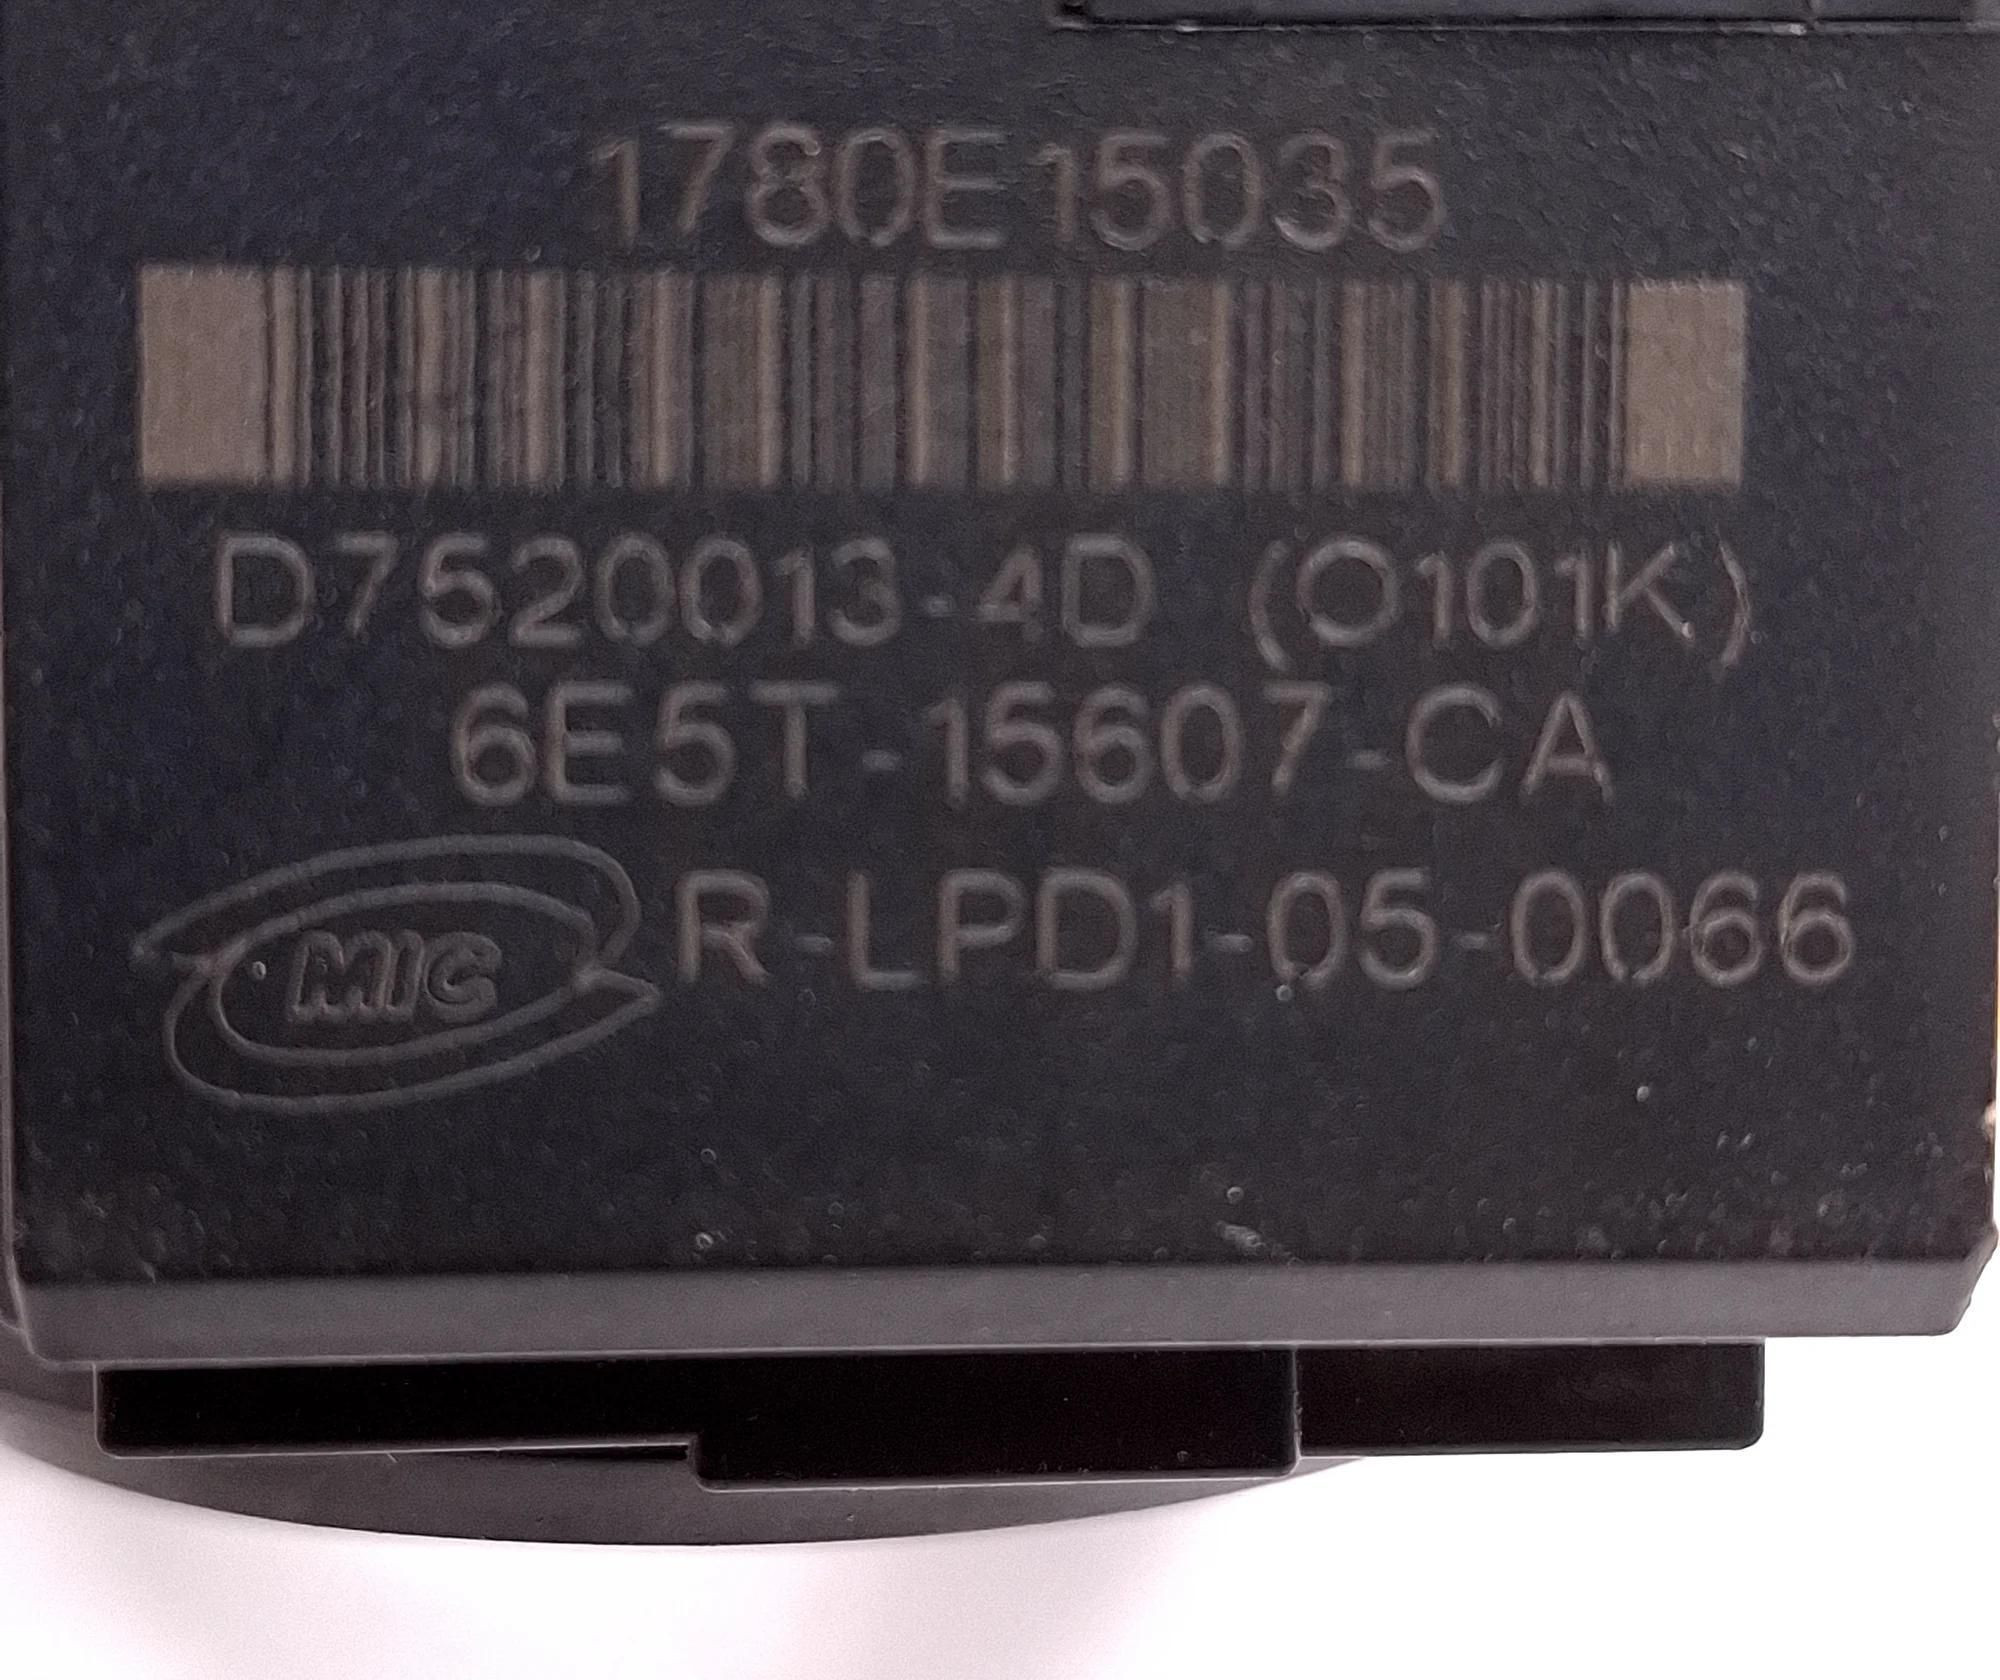 1780E15035
D7520013-4D (O101K)
6E5T-15607-CA
MIC R-LPD1-05-0066